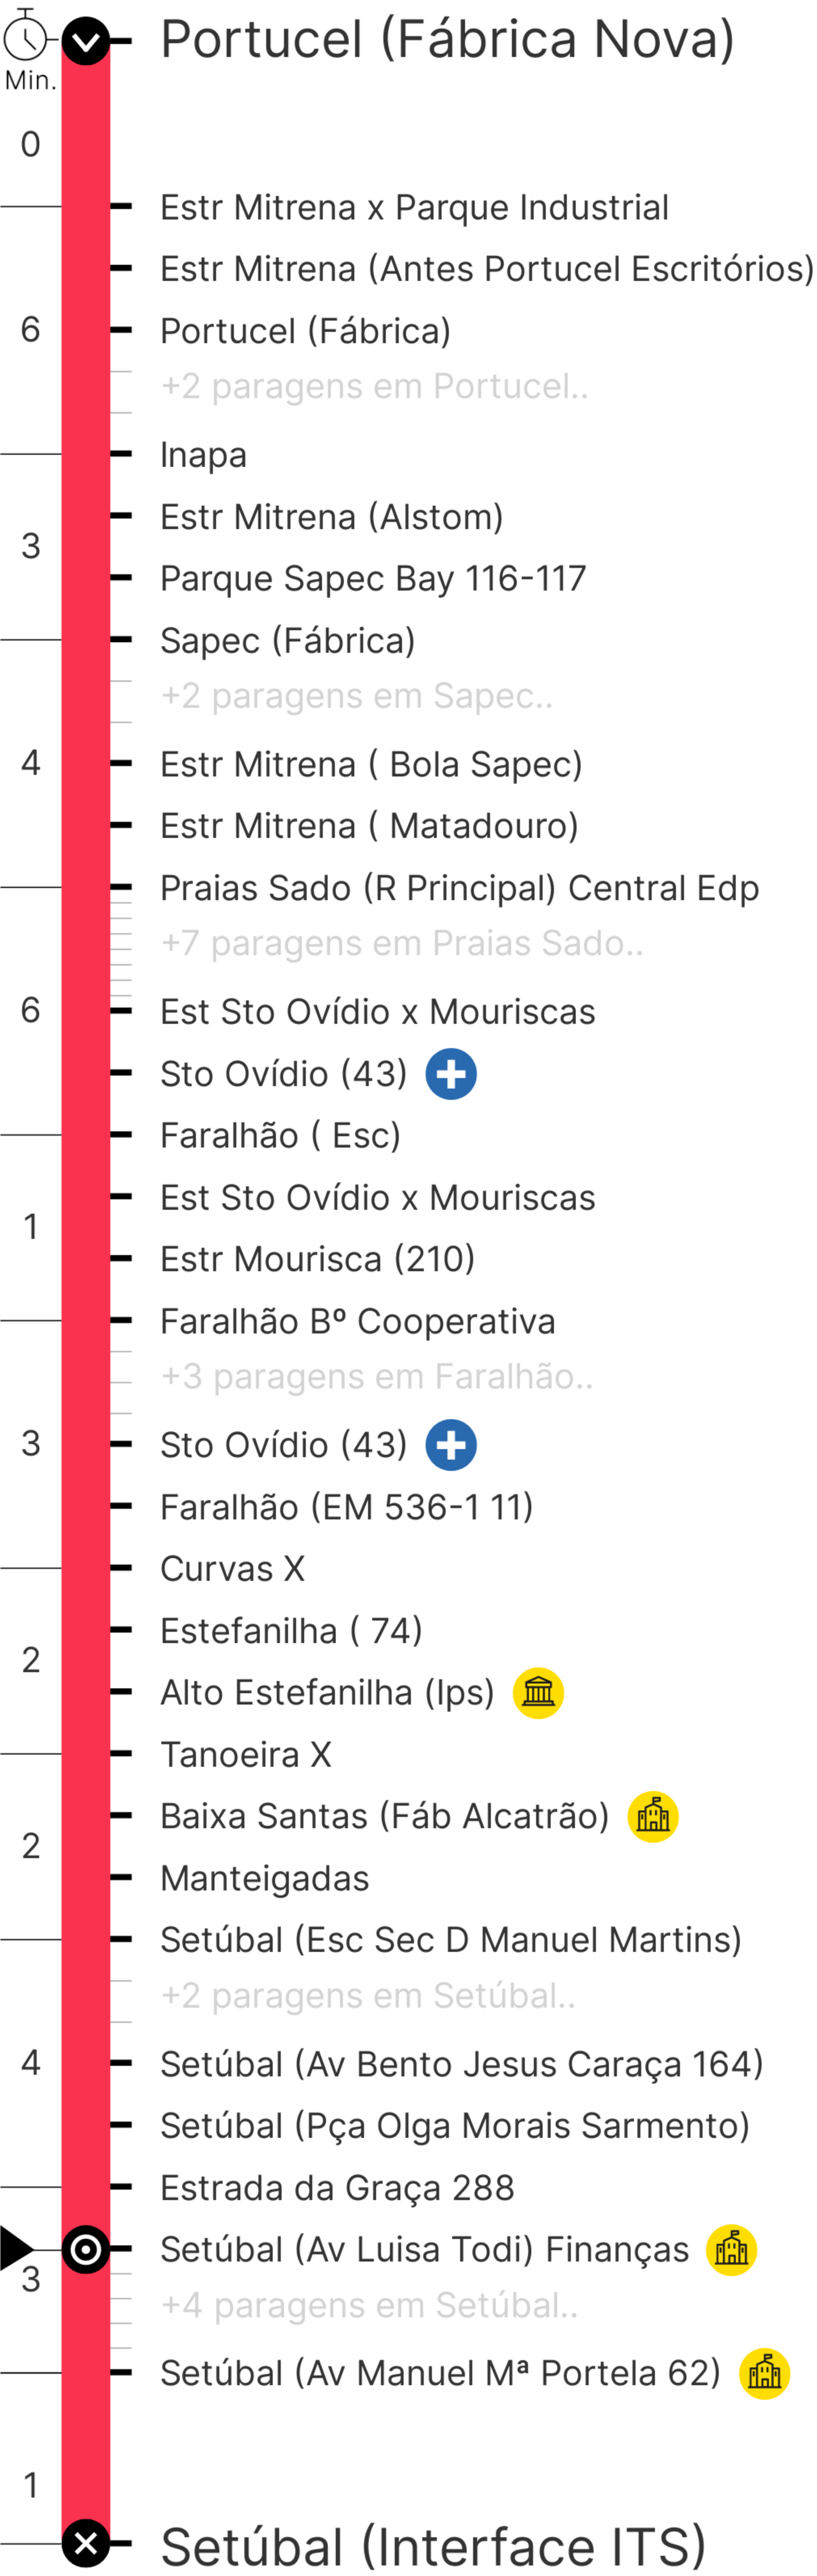 Portucel (Fábrica Nova)
Min.
0
Estr Mitrena x Parque Industrial
Estr Mitrena (Antes Portucel Escritórios)
6
Portucel (Fábrica)
+2 paragens em Portucel..
Inapa
Estr Mitrena (Alstom)
3
Parque Sapec Bay 116-117
Sapec (Fábrica)
+2 paragens em Sapec..
4
Estr Mitrena ( Bola Sapec)
Estr Mitrena ( Matadouro)
Praias Sado (R Principal) Central Edp
+7 paragens em Praias Sado..
6
Est Sto Ovídio x Mouriscas
Sto Ovídio (43)
Faralhão ( Esc)
Est Sto Ovídio x Mouriscas
1
Estr Mourisca (210)
Faralhão Bº Cooperativa
+3 paragens em Faralhão..
3
Sto Ovídio (43)
Faralhão (EM 536-1 11)
Curvas X
Estefanilha ( 74)
2
Alto Estefanilha (Ips)
Tanoeira X
Baixa Santas (Fáb Alcatrão)
2
Manteigadas
Setúbal (Esc Sec D Manuel Martins)
+2 paragens em Setúbal..
4
Setúbal (Av Bento Jesus Caraça 164)
Setúbal (Pça Olga Morais Sarmento)
Estrada da Graça 288
Setúbal (Av Luisa Todi) Finanças
3
+4 paragens em Setúbal..
Setúbal (Av Manuel Mª Portela 62)
1
Setúbal (Interface ITS)